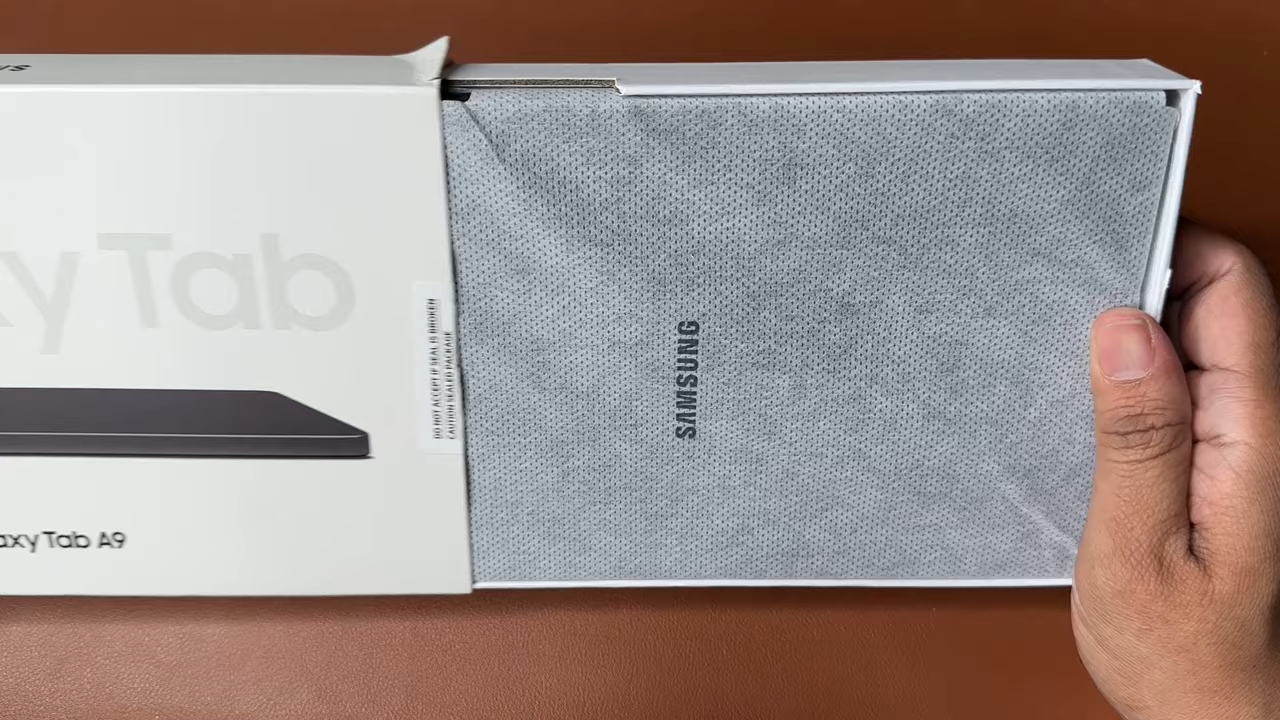 xy Tab
axy Tab A9
DO NOT ACCEPT IF SEAL IS BROKEN
CAUTION SEALED PACKAGE
SAMSUNG